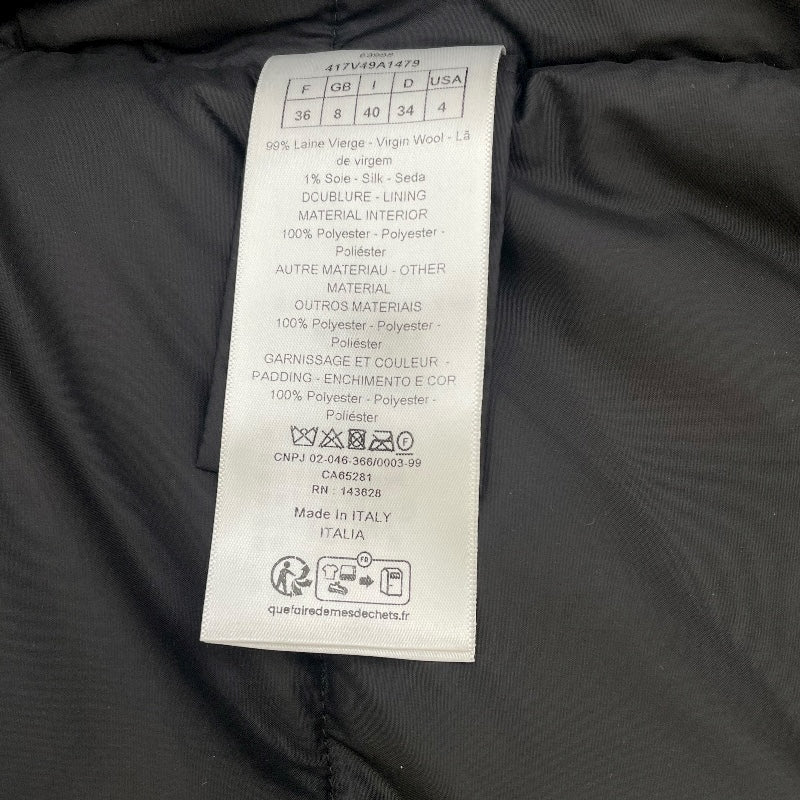 417V49A1479
F GB I D USA
36 8 40 34 4
99% Laine Vierge - Virgin Wool - Lã
de virgem
1% Soie - Silk - Seda
DOUBLURE - LINING
MATERIAL INTERIOR
100% Polyester - Polyester -
Poliéster
AUTRE MATERIAU - OTHER
MATERIAL
OUTROS MATERIAIS
100% Polyester - Polyester -
Poliéster
GARNISSAGE ET COULEUR -
PADDING - ENCHIMENTO E COR
100% Polyester - Polyester -
Poliéster
F
CNPJ 02-046-366/0003-99
CA65281
RN : 143628
Made In ITALY
ITALIA
FR
quefairedemesdechets.fr